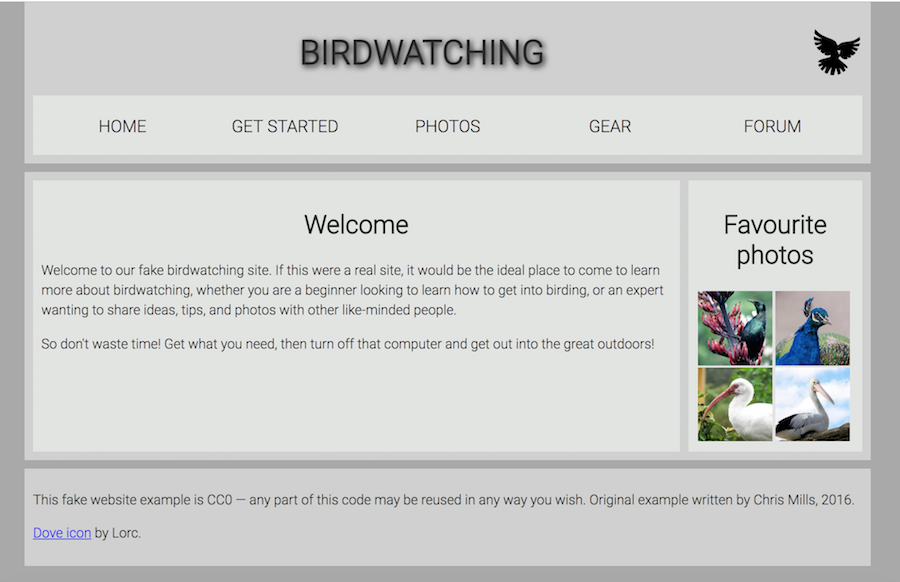 BIRDWATCHING
HOME GET STARTED PHOTOS GEAR FORUM
Welcome
Welcome to our fake birdwatching site. If this were a real site, it would be the ideal place to come to learn
more about birdwatching, whether you are a beginner looking to learn how to get into birding, or an expert
wanting to share ideas, tips, and photos with other like-minded people.
So don't waste time! Get what you need, then turn off that computer and get out into the great outdoors!
Favourite
photos
This fake website example is CC0 — any part of this code may be reused in any way you wish. Original example written by Chris Mills, 2016.
Dove icon by Lorc.